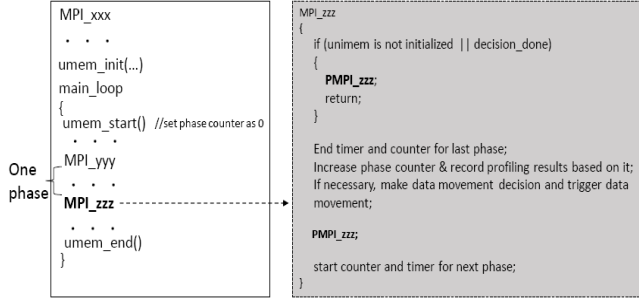 MPI_xxx
. . .
umem_init(...)
main_loop
{
umem_start() //set phase counter as 0
. . .
One
phase
MPI_yyy
. . .
MPI_zzz
. . .
umem_end()
}
MPI_zzz
{
if (unimem is not initialized || decision_done)
{
PMPI_zzz;
return;
}
End timer and counter for last phase;
Increase phase counter & record profiling results based on it;
If necessary, make data movement decision and trigger data
movement;
PMPI_zzz;
start counter and timer for next phase;
}